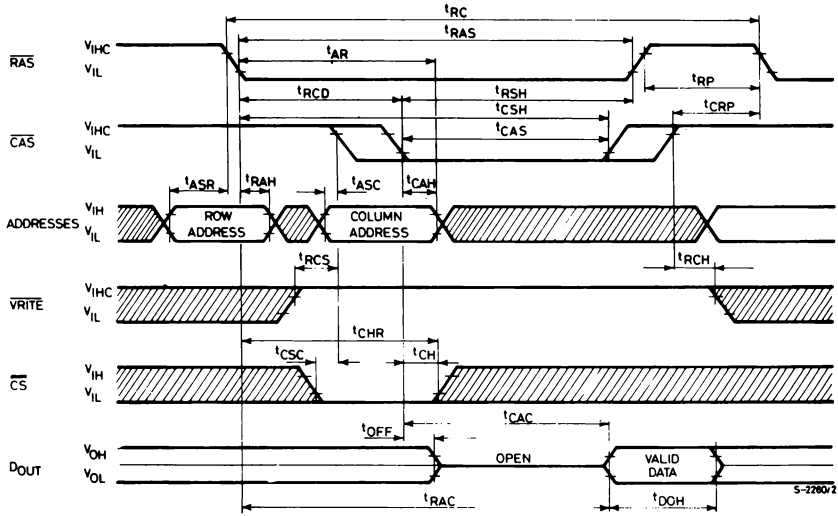 tRC
tRAS
RAS VIHC
VIL
tAR
tRP
tRCD tRSH
tCSH
tCRP
CAS VIHC
VIL
tCAS
tASR tRAH tASC tCAH
ADDRESSES VIH
VIL
ROW ADDRESS
COLUMN ADDRESS
tRCS tRCH
VRITE VIHC
VIL
tCHR
tCSC tCH
CS VIH
VIL
tCAC
tOFF
DOUT VOH
VOL
OPEN
VALID DATA
S-2260/2
tRAC tDOH